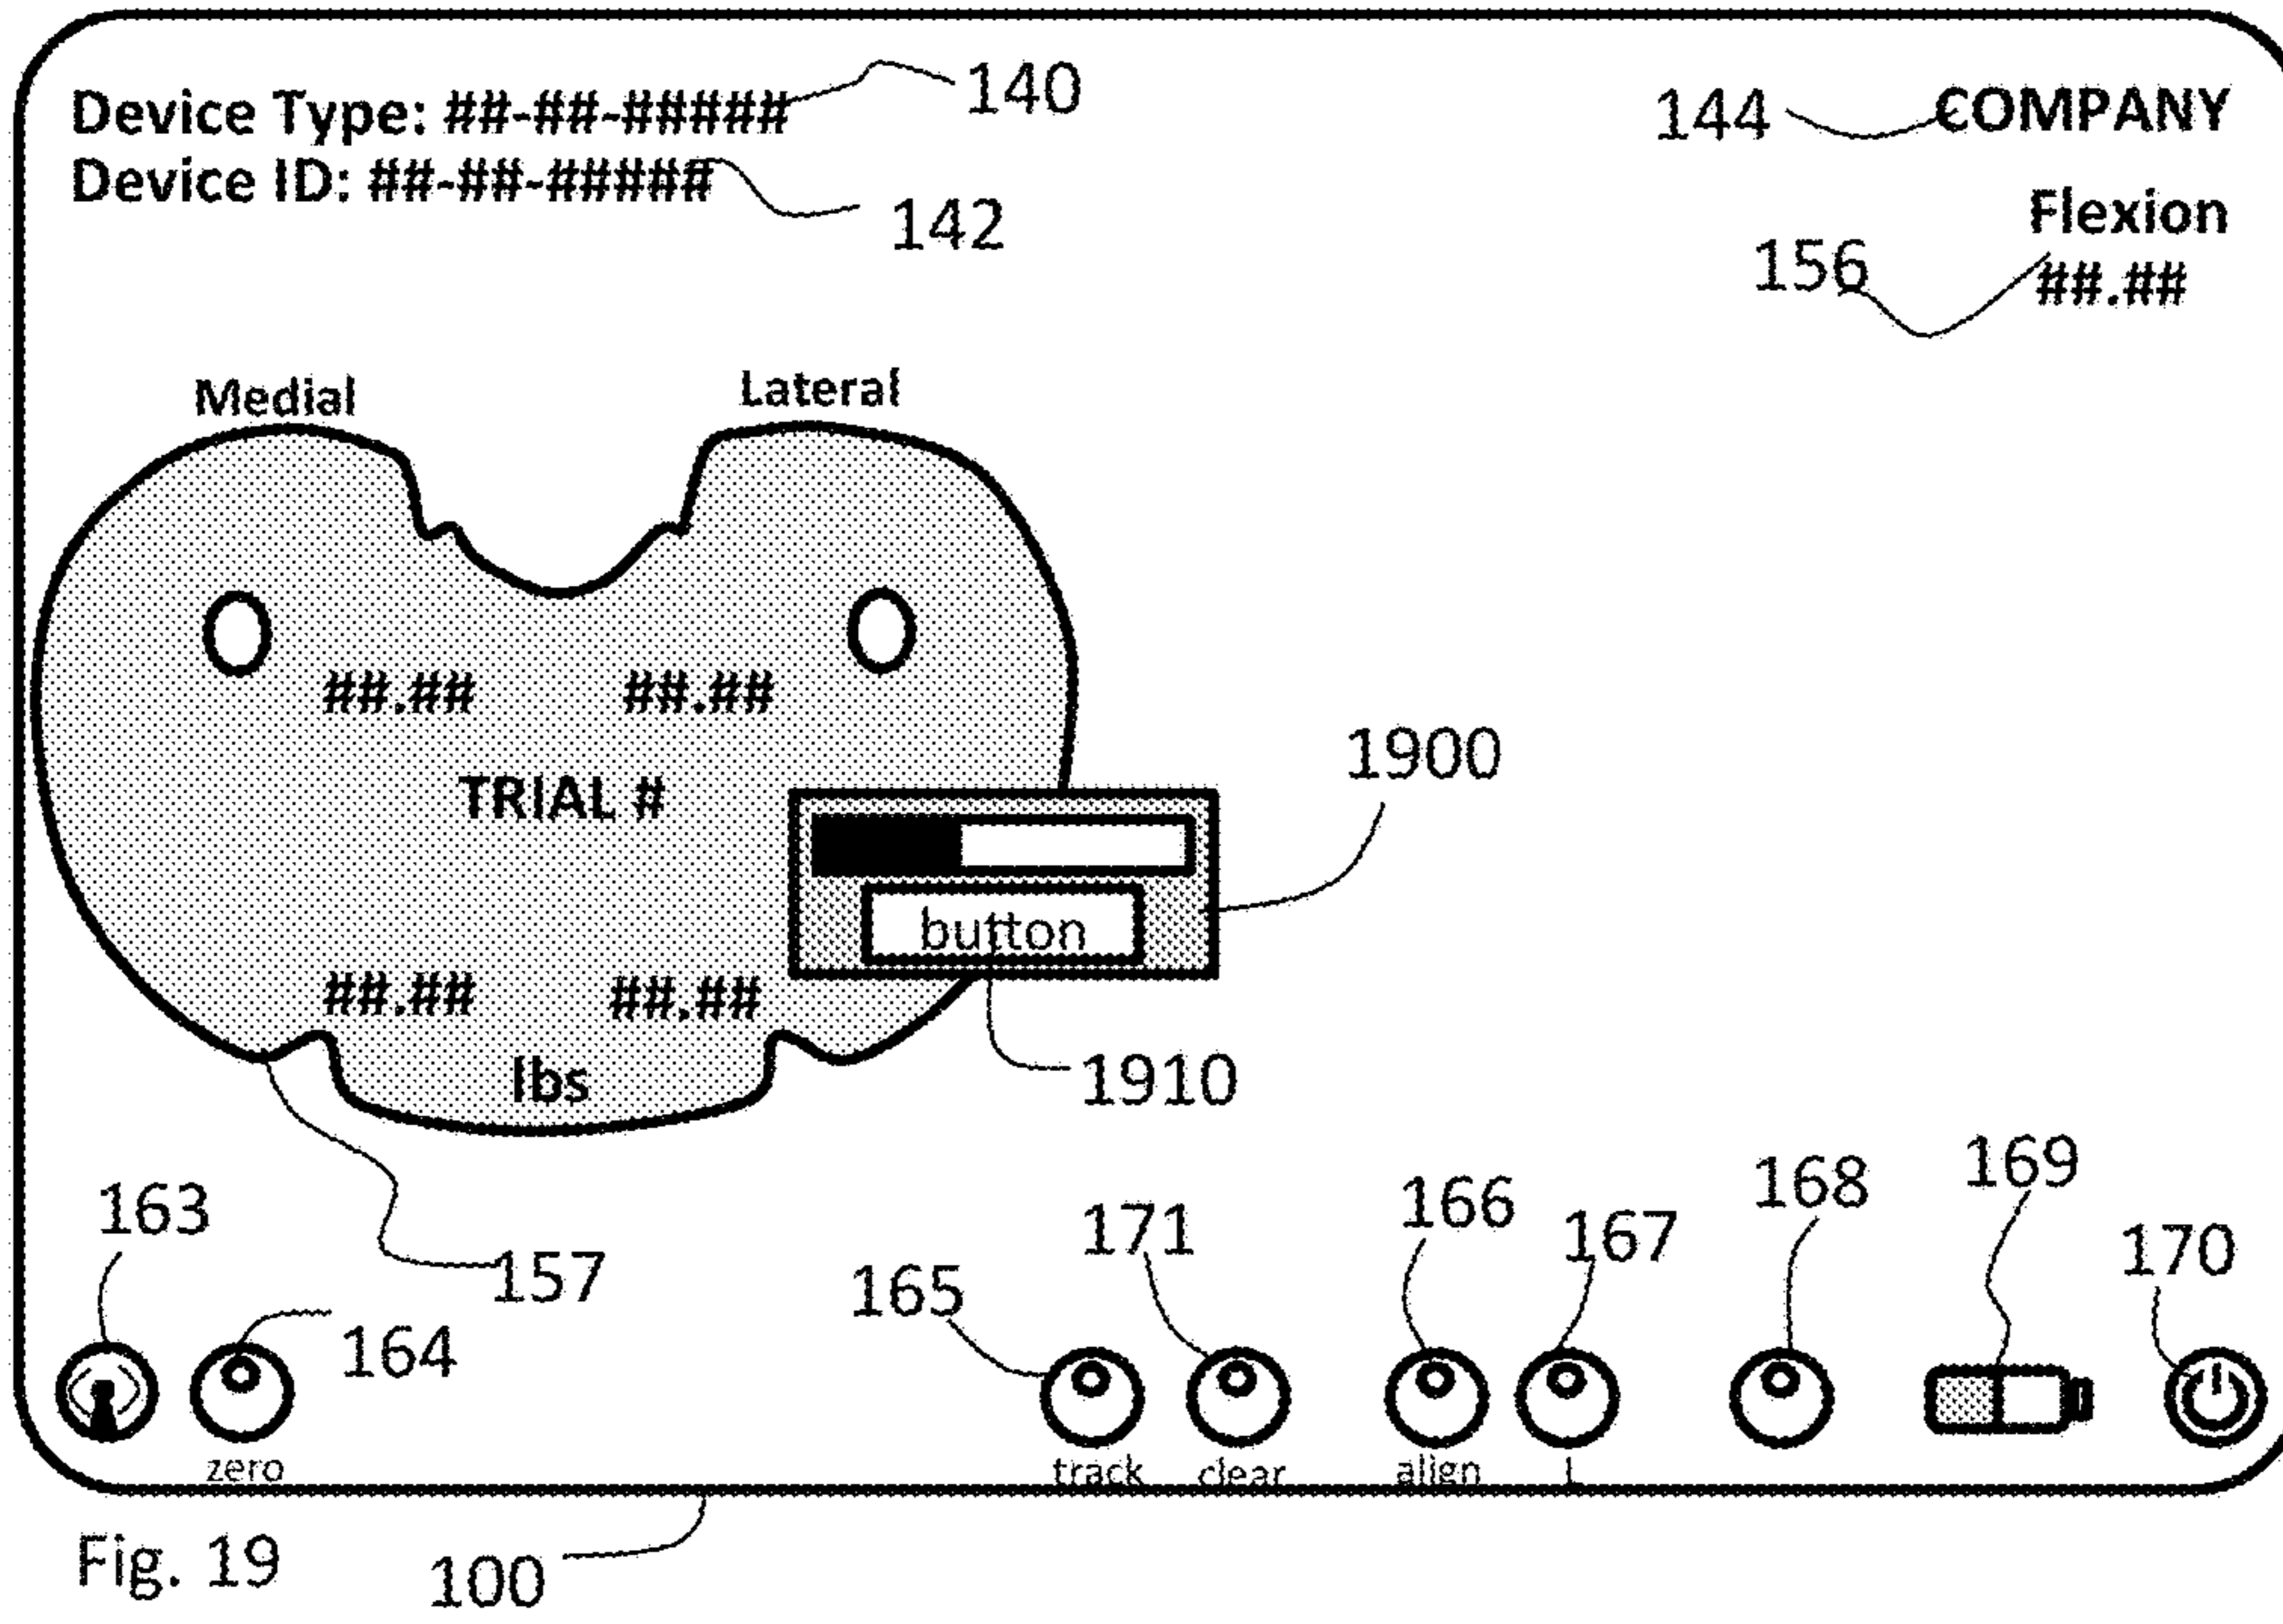 Device Type: ##-##-##### 140 144 COMPANY
Device ID: ##-##-##### 142
Flexion
156 ##.##
Medial Lateral
##.## ##.##
TRIAL #
1900
button
##.## ##.##
1910
lbs
163 157 165 171 166 167 168 169 170
164
zero track clear align L
Fig. 19 100